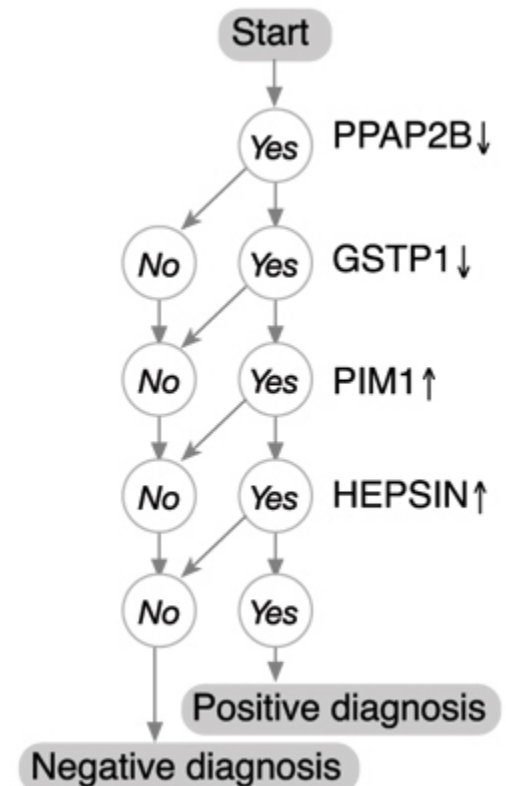 Start
Yes PPAP2B↓
No Yes GSTP1↓
No Yes PIM1↑
No Yes HEPSIN↑
No Yes
Positive diagnosis
Negative diagnosis